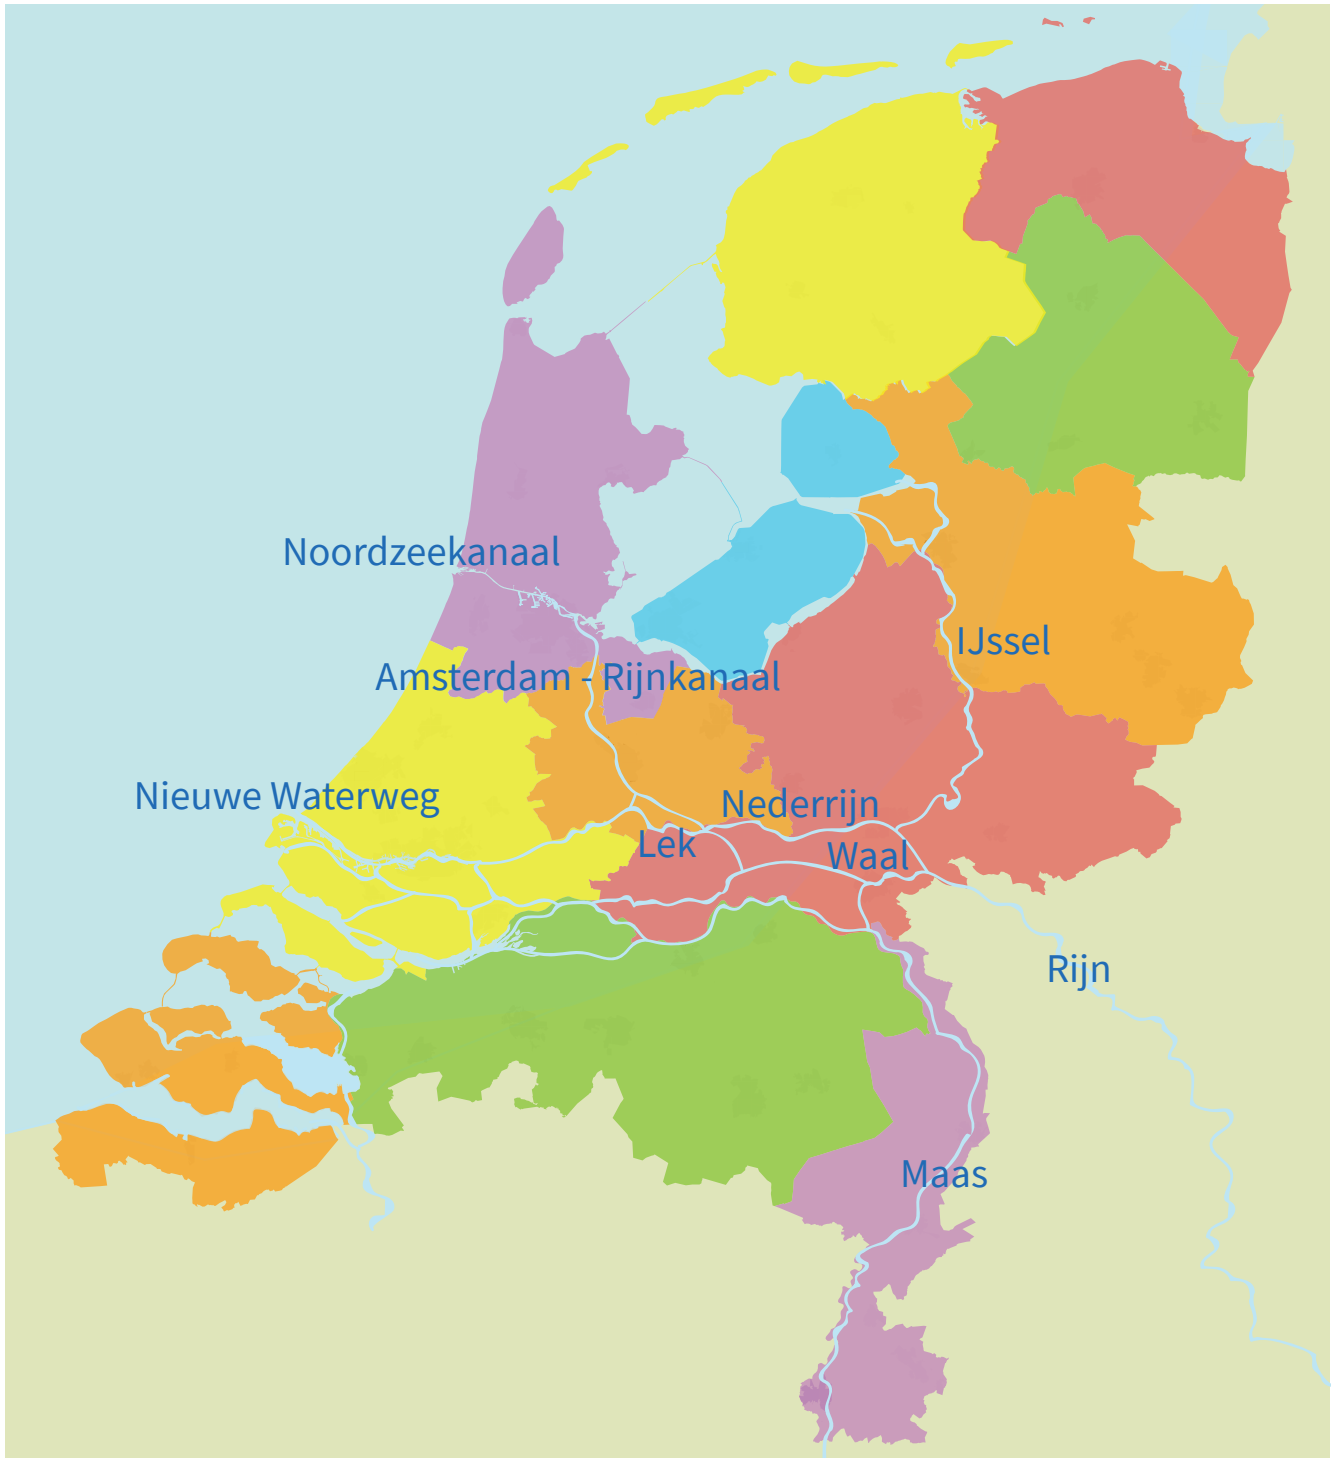 Noordzeekanaal
IJssel
Amsterdam - Rijnkanaal
Nieuwe Waterweg
Nederrijn
Lek
Waal
Rijn
Maas